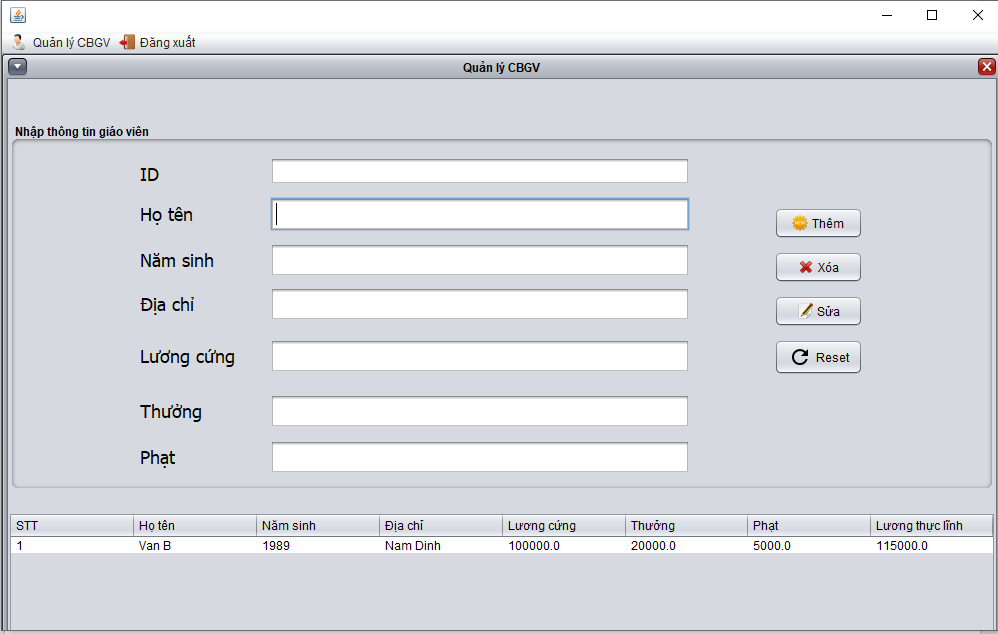 Quản lý CBGV Đăng xuất
Quản lý CBGV
Nhập thông tin giáo viên
ID
Họ tên
Năm sinh
Địa chỉ
Lương cứng
Thưởng
Phạt
Thêm
Xóa
Sửa
Reset
STT Họ tên Năm sinh Địa chỉ Lương cứng Thưởng Phạt Lương thực lĩnh
1 Van B 1989 Nam Dinh 100000.0 20000.0 5000.0 115000.0